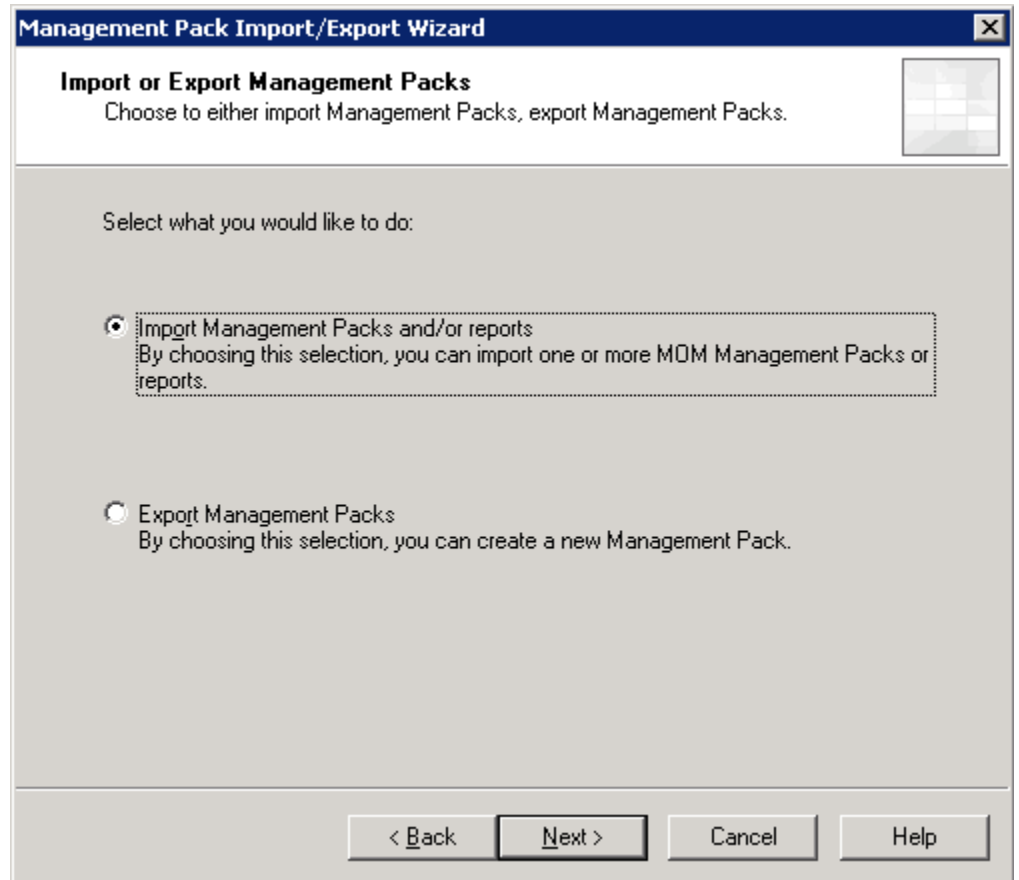 Management Pack Import/Export Wizard
Import or Export Management Packs
Choose to either import Management Packs, export Management Packs.
Select what you would like to do:
Import Management Packs and/or reports
By choosing this selection, you can import one or more MOM Management Packs or
reports.
Export Management Packs
By choosing this selection, you can create a new Management Pack.
< Back
Next >
Cancel
Help